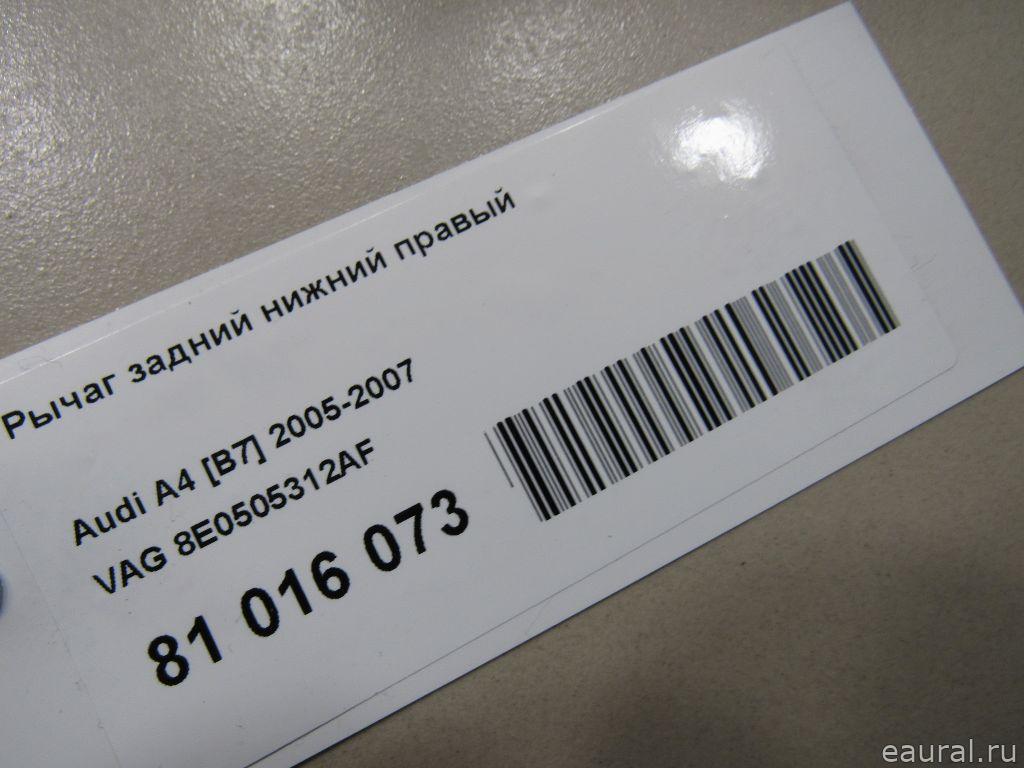 Рычаг задний нижний правый
Audi A4 [B7] 2005-2007
VAG 8E0505312AF
81 016 073
eaural.ru